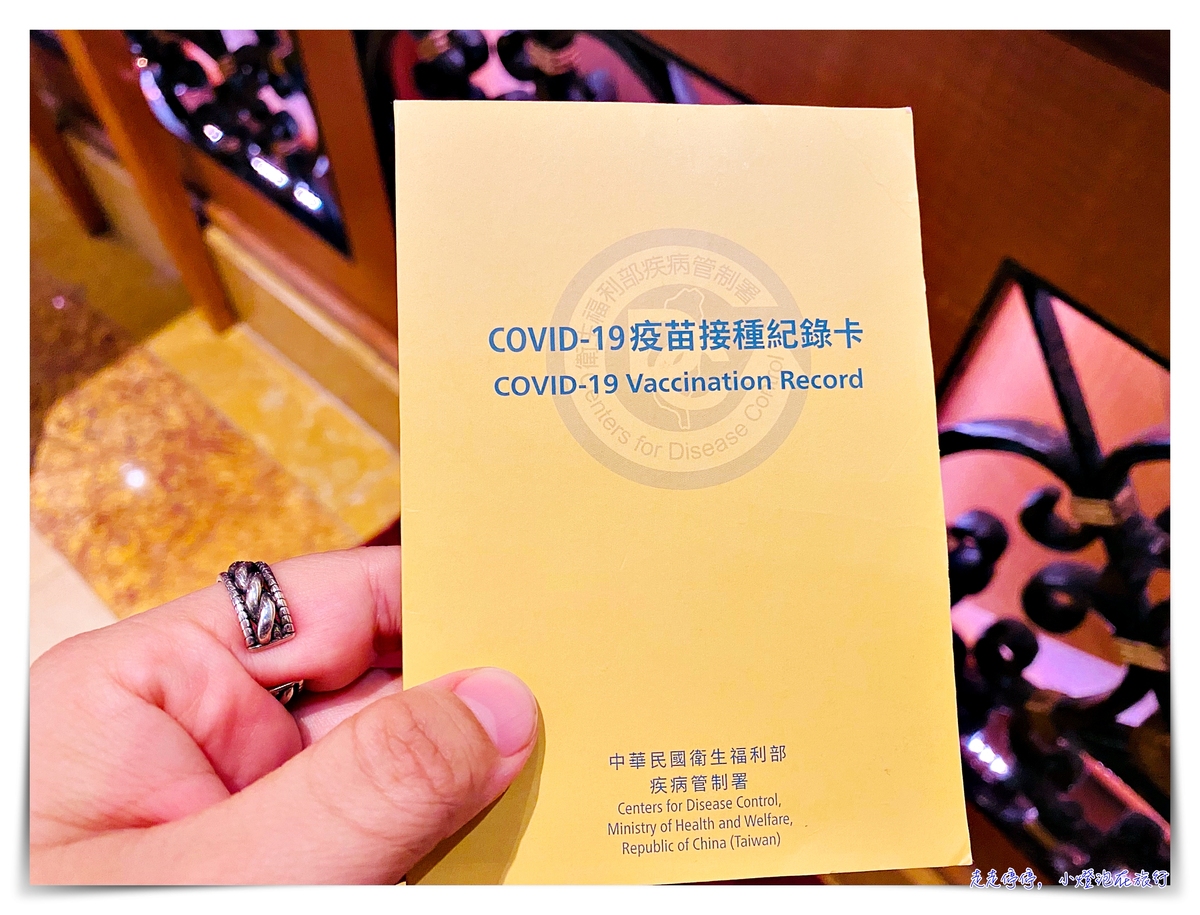 衛生福利部疾病管制署
COVID-19疫苗接種紀錄卡
COVID-19 Vaccination Record
Centers for Disease Control
中華民國衛生福利部
疾病管制署
Centers for Disease Control,
Ministry of Health and Welfare,
Republic of China (Taiwan)
走走停停，小燈泡在旅行